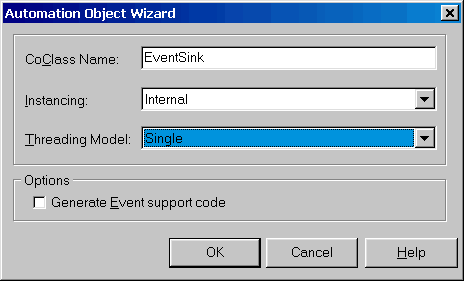 Automation Object Wizard
CoClass Name: EventSink
Instancing: Internal
Threading Model: Single
Options
Generate Event support code
OK Cancel Help